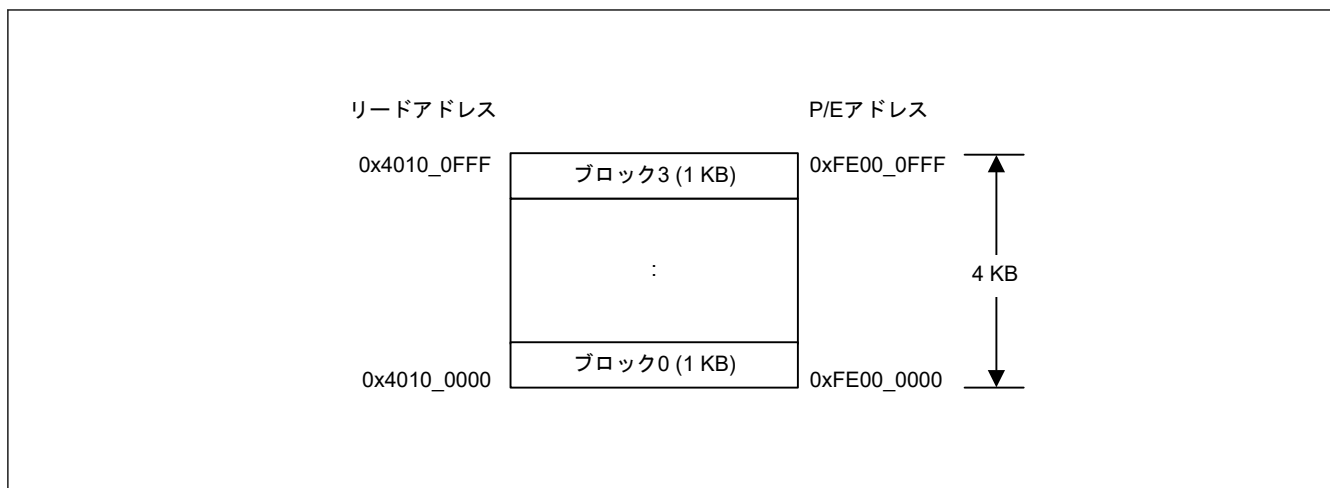 リードアドレス P/Eアドレス
0x4010_0FFF ブロック3 (1 KB) 0xFE00_0FFF
:
4 KB
ブロック0 (1 KB)
0x4010_0000 0xFE00_0000